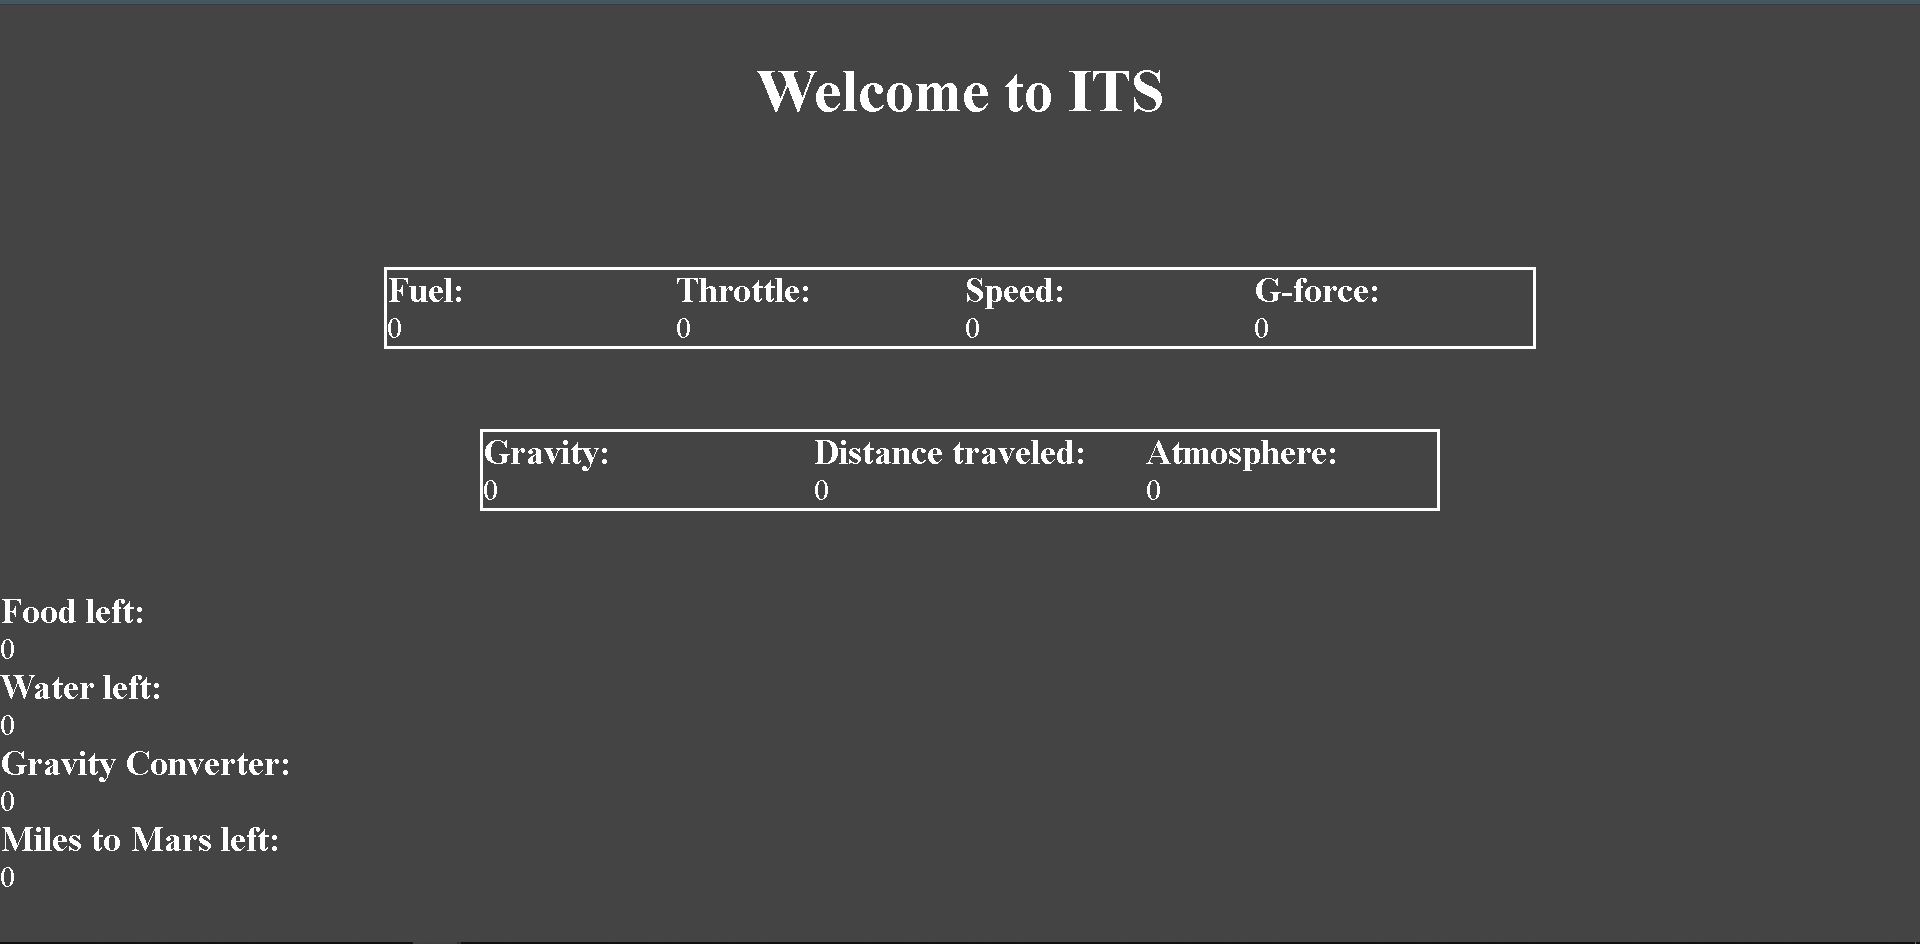 Welcome to ITS
Fuel: Throttle: Speed: G-force:
0 0 0 0
Gravity: Distance traveled: Atmosphere:
0 0 0
Food left:
0
Water left:
0
Gravity Converter:
0
Miles to Mars left:
0